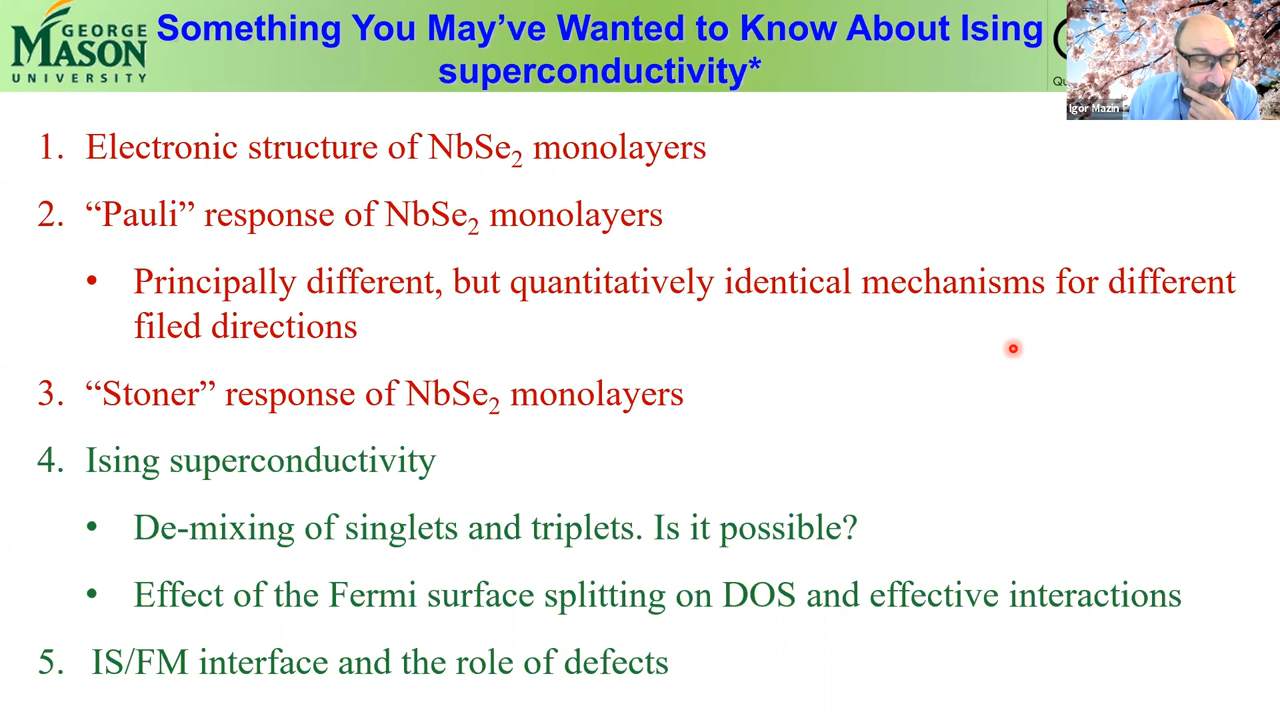 GEORGE
MASON
UNIVERSITY
Something You May’ve Wanted to Know About Ising
superconductivity*
Qu
Igor Mazin
1. Electronic structure of NbSe₂ monolayers
2. “Pauli” response of NbSe₂ monolayers
• Principally different, but quantitatively identical mechanisms for different
filed directions
3. “Stoner” response of NbSe₂ monolayers
4. Ising superconductivity
• De-mixing of singlets and triplets. Is it possible?
• Effect of the Fermi surface splitting on DOS and effective interactions
5. IS/FM interface and the role of defects